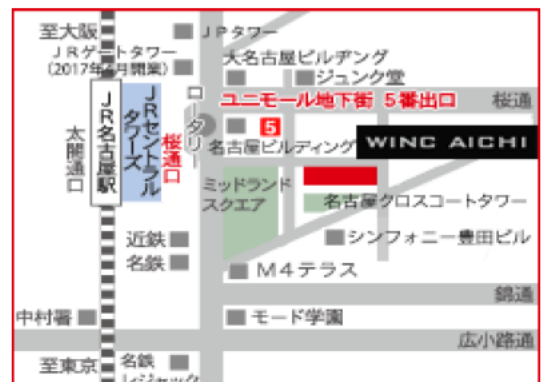 至大阪
JPタワー
JRゲートタワー
(2017年4月開業)
大名古屋ビルヂング
ジュンク堂
ユニモール地下街 5番出口
桜通
JR名古屋駅
JRセントラル
タワーズ
桜通口
太閤通口
ロータリー
5
名古屋ビルディング
WINC AICHI
ミッドランド
スクエア
名古屋クロスコートタワー
近鉄
シンフォニー豊田ビル
名鉄
M4テラス
錦通
中村署
モード学園
広小路通
至東京
名鉄
レジャック